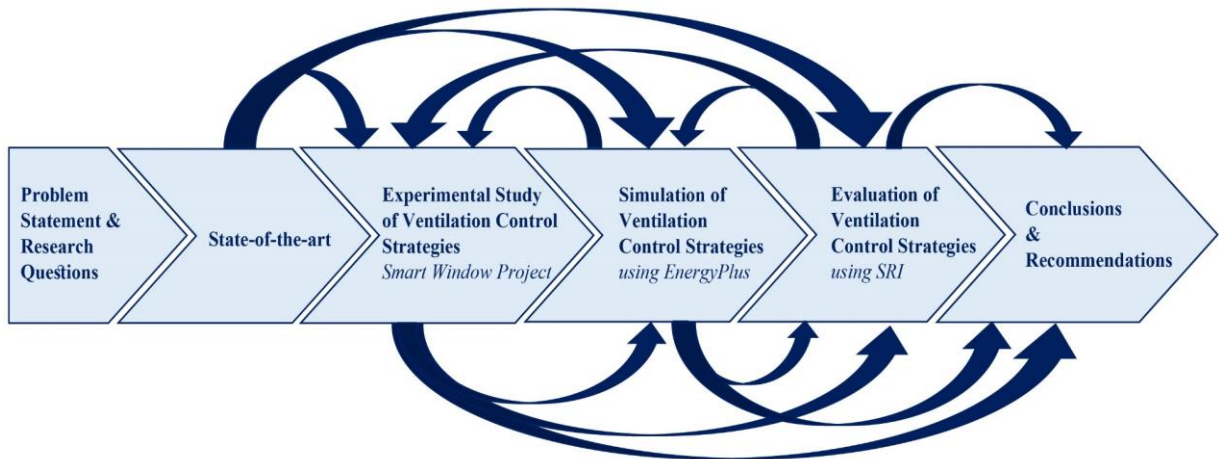 Problem
Statement &
Research
Questions
State-of-the-art
Experimental Study
of Ventilation Control
Strategies
Smart Window Project
Simulation of
Ventilation
Control Strategies
using EnergyPlus
Evaluation of
Ventilation
Control Strategies
using SRI
Conclusions
&
Recommendations